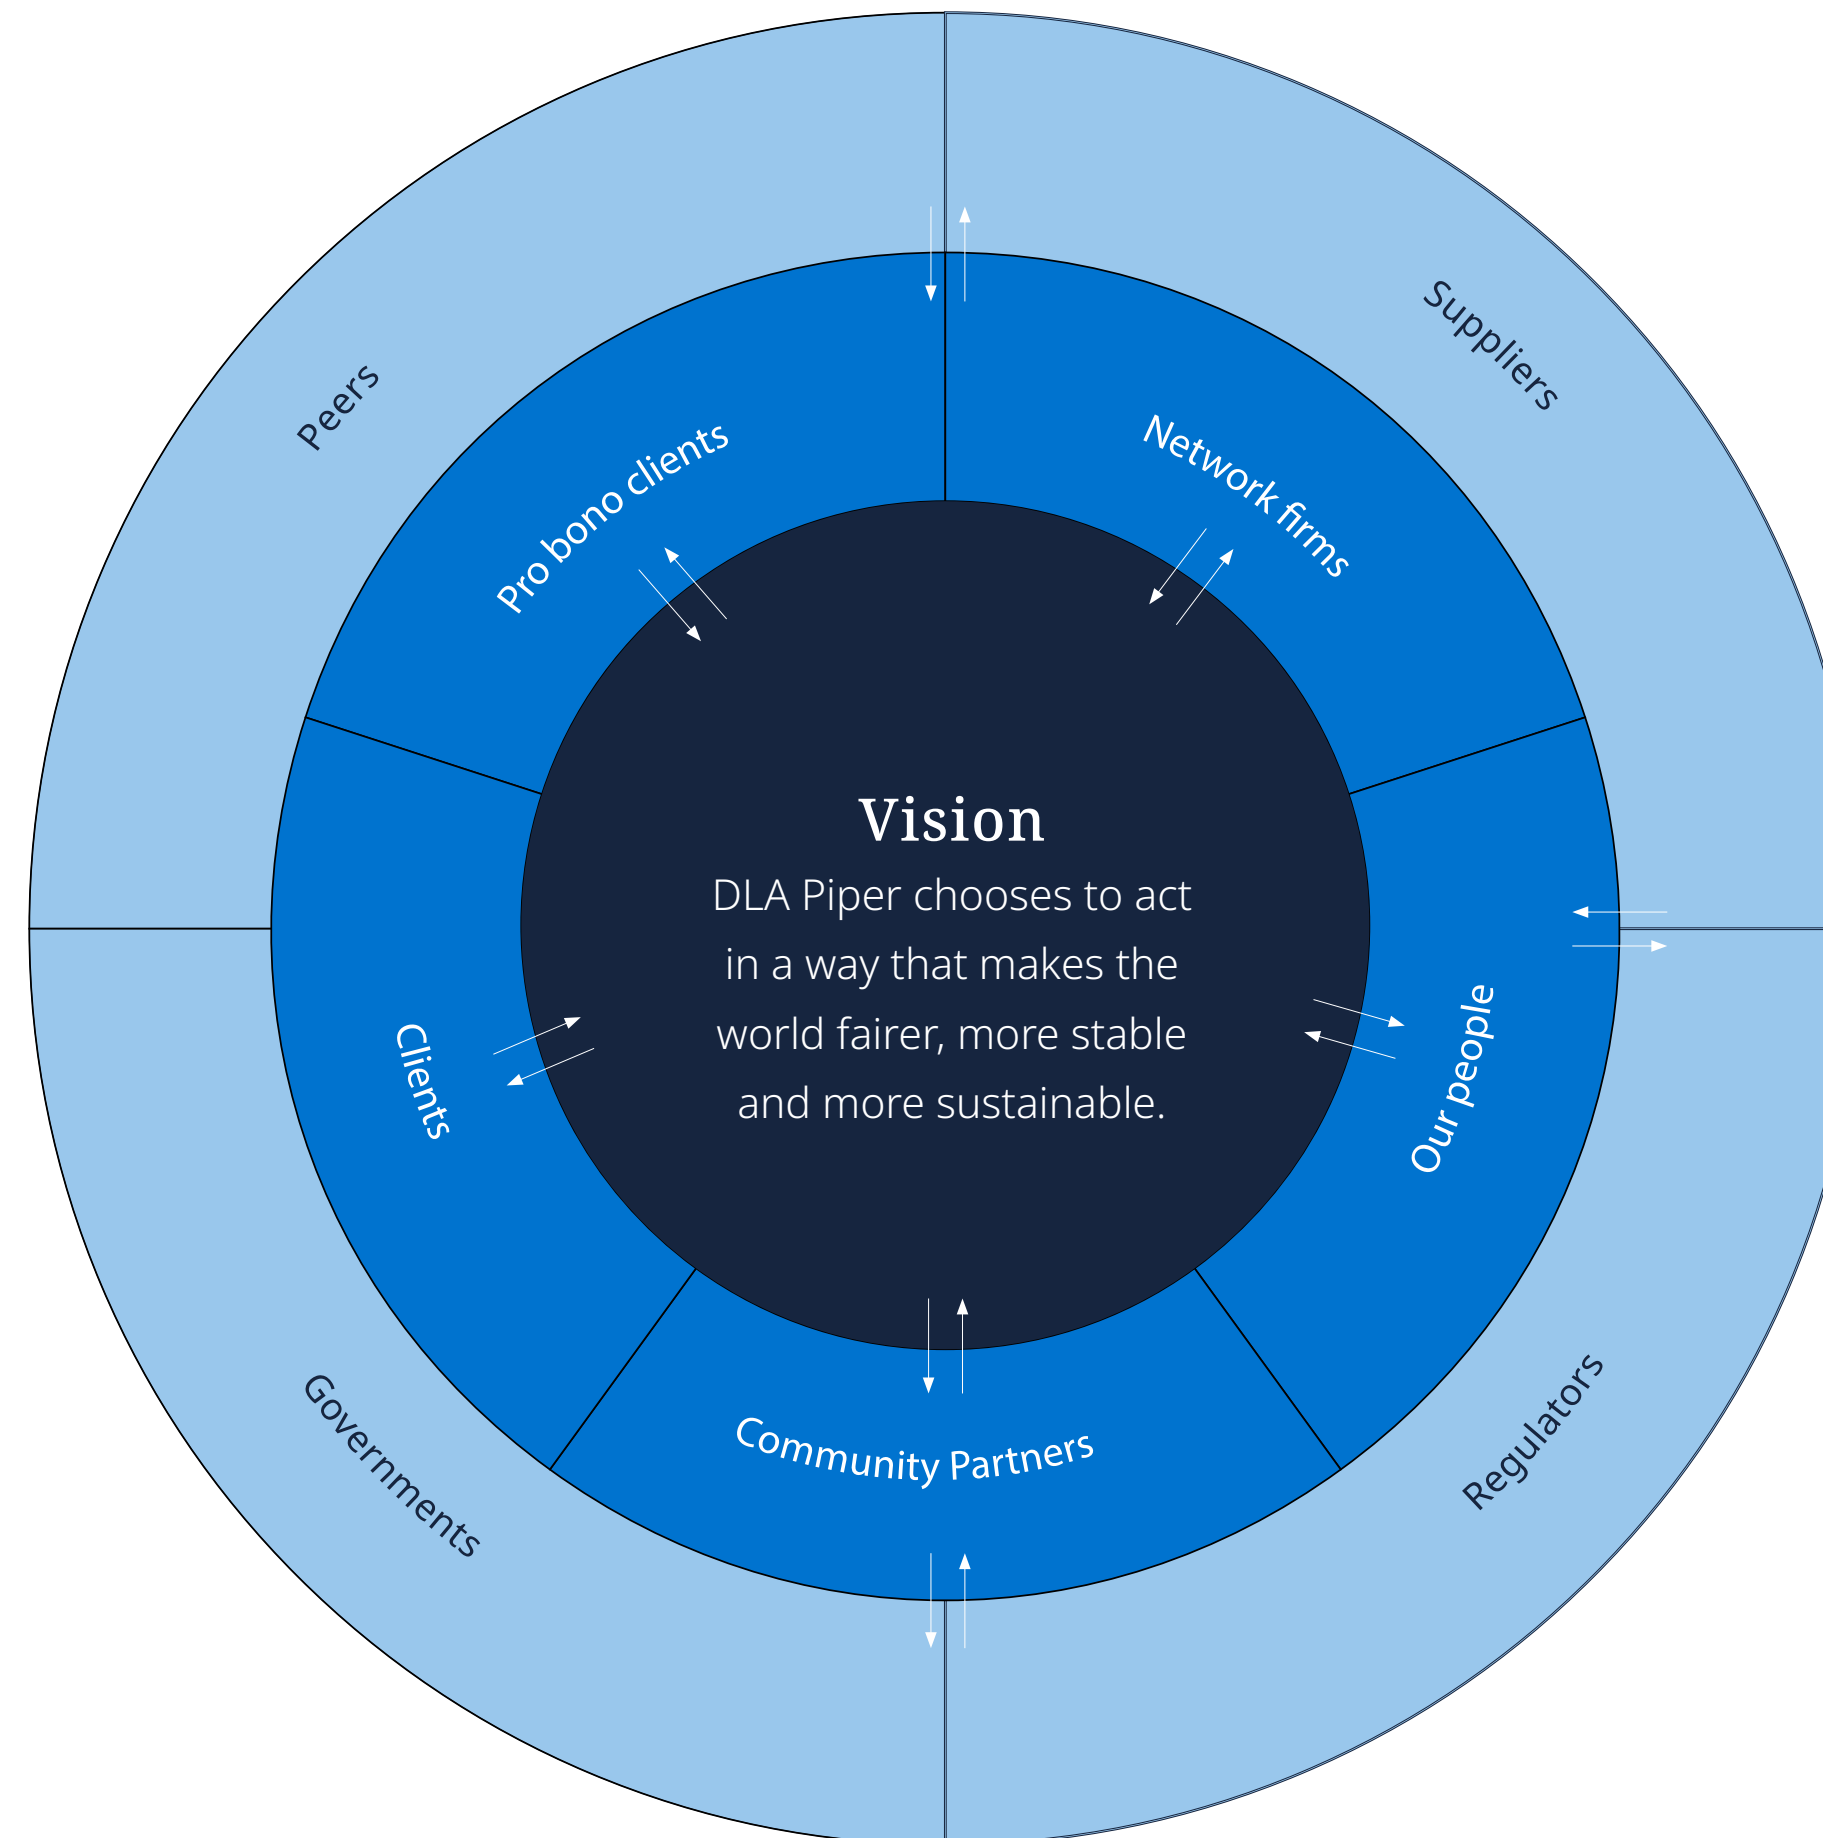 Peers
Suppliers
Pro bono clients
Network firms
Vision
DLA Piper chooses to act
in a way that makes the
world fairer, more stable
and more sustainable.
Clients
Our people
Community Partners
Governments
Regulators